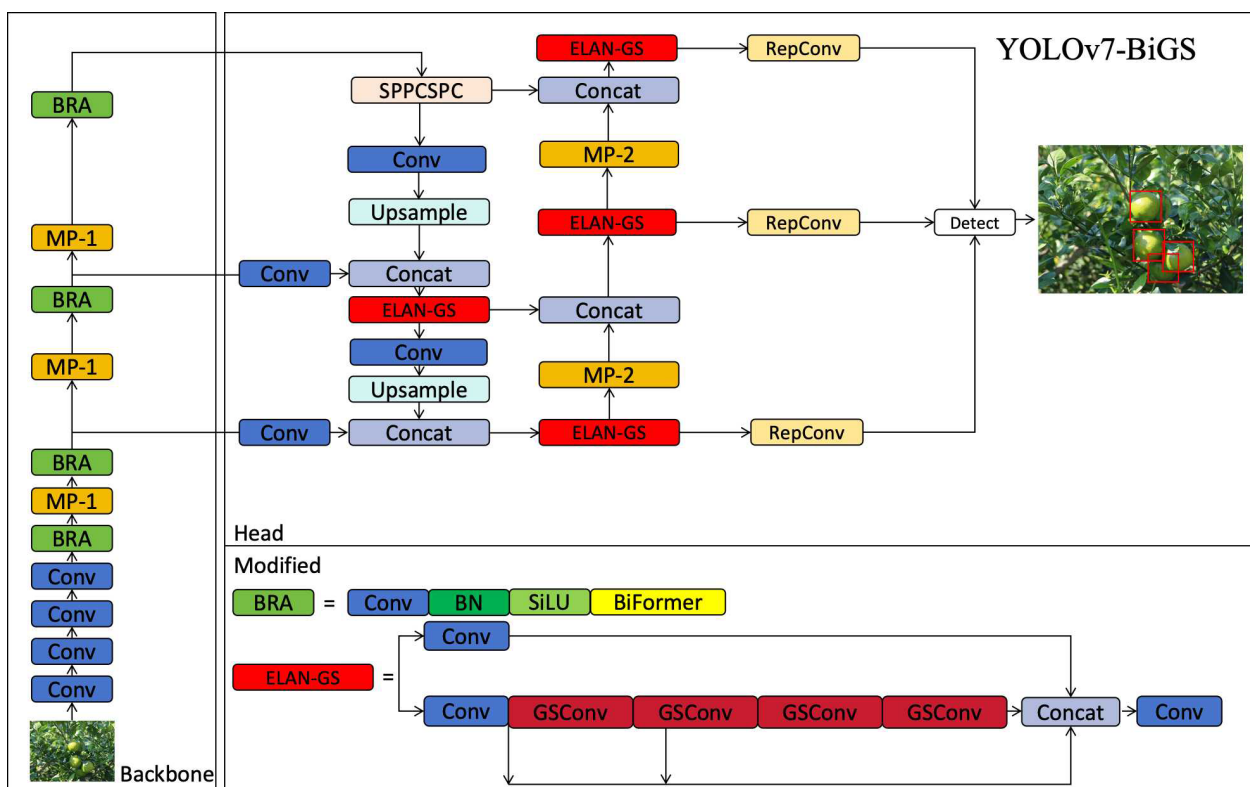 YOLOv7-BiGS
BRA
MP-1
BRA
MP-1
BRA
MP-1
BRA
Conv
Conv
Conv
Conv
Backbone
ELAN-GS RepConv
SPPCSPC Concat
Conv MP-2
Upsample ELAN-GS RepConv Detect
Conv Concat
ELAN-GS Concat
Conv MP-2
Upsample
Conv Concat ELAN-GS RepConv
Head
Modified
BRA = Conv BN SiLU BiFormer
Conv
ELAN-GS =
Conv GSConv GSConv GSConv GSConv Concat Conv